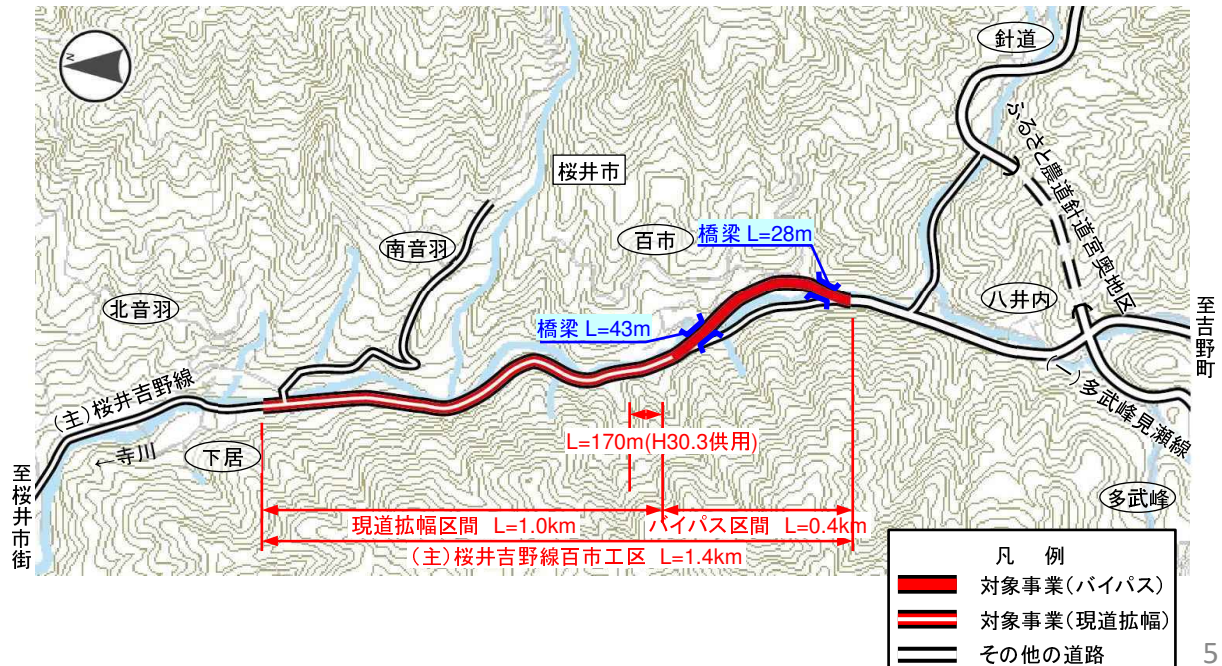 N
針道
ふるさと農道針道宮奥地区
桜井市
百市
橋梁 L=28m
南音羽
北音羽
八井内
至吉野町
橋梁 L=43m
(主)桜井吉野線
(一)多武峰見瀬線
L=170m(H30.3供用)
←寺川
下居
至桜井市街
多武峰
現道拡幅区間 L=1.0km
バイパス区間 L=0.4km
(主)桜井吉野線百市工区 L=1.4km
凡 例
対象事業(バイパス)
対象事業(現道拡幅)
その他の道路
5